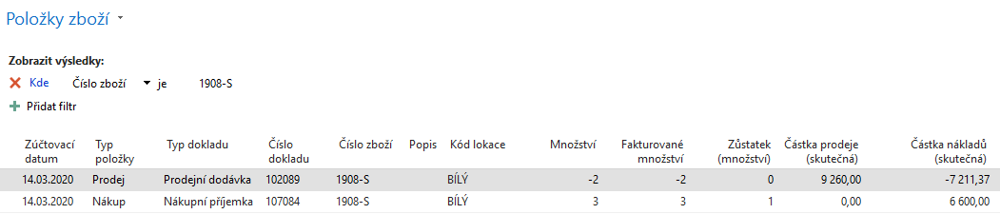 Položky zboží
Zobrazit výsledky:
Kde Číslo zboží je 1908-S
Přidat filtr
Zúčtovací datum Typ položky Typ dokladu Číslo dokladu Číslo zboží Popis Kód lokace Množství Fakturované množství Zůstatek (množství) Částka prodeje (skutečná) Částka nákladů (skutečná)
14.03.2020 Prodej Prodejní dodávka 102089 1908-S BÍLÝ -2 -2 0 9 260,00 -7 211,37
14.03.2020 Nákup Nákupní příjemka 107084 1908-S BÍLÝ 3 3 1 0,00 6 600,00